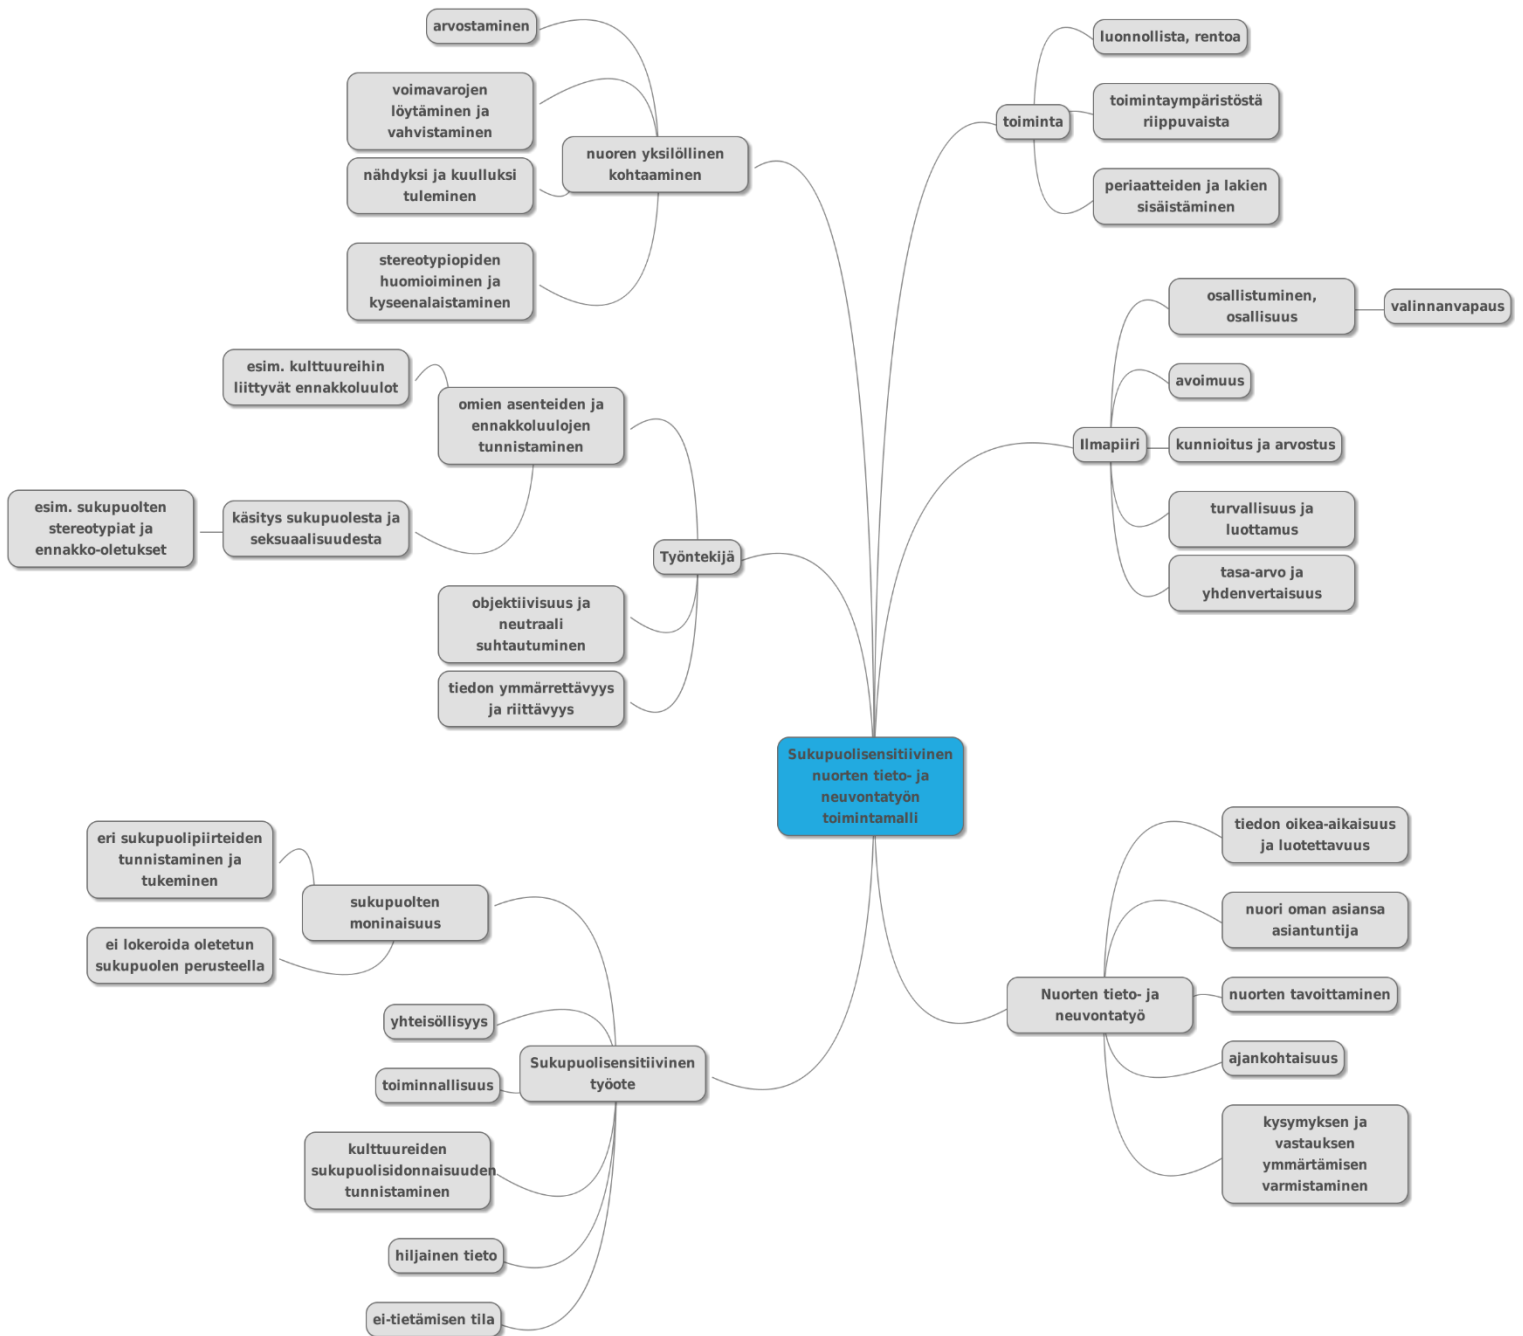 arvostaminen
voimavarojen
löytäminen ja
vahvistaminen
nähdyksi ja kuulluksi
tuleminen
stereotypiopiden
huomioiminen ja
kyseenalaistaminen
nuoren yksilöllinen
kohtaaminen
esim. kulttuureihin
liittyvät ennakkoluulot
omien asenteiden ja
ennakkoluulojen
tunnistaminen
esim. sukupuolten
stereotypiat ja
ennakko-oletukset
käsitys sukupuolesta ja
seksuaalisuudesta
Työntekijä
objektiivisuus ja
neutraali
suhtautuminen
tiedon ymmärrettävyys
ja riittävyys
Sukupuolisensitiivinen
nuorten tieto- ja
neuvontatyön
toimintamalli
eri sukupuolipiirteiden
tunnistaminen ja
tukeminen
sukupuolten
moninaisuus
ei lokeroida oletetun
sukupuolen perusteella
yhteisöllisyys
toiminnallisuus
Sukupuolisensitiivinen
työote
kulttuureiden
sukupuolisidonnaisuuden
tunnistaminen
hiljainen tieto
ei-tietämisen tila
luonnollista, rentoa
toiminta
toimintaympäristöstä
riippuvaista
periaatteiden ja lakien
sisäistäminen
osallistuminen,
osallisuus
valinnanvapaus
avoimuus
Ilmapiiri
kunnioitus ja arvostus
turvallisuus ja
luottamus
tasa-arvo ja
yhdenvertaisuus
tiedon oikea-aikaisuus
ja luotettavuus
nuori oman asiansa
asiantuntija
Nuorten tieto- ja
neuvontatyö
nuorten tavoittaminen
ajankohtaisuus
kysymyksen ja
vastauksen
ymmärtämisen
varmistaminen